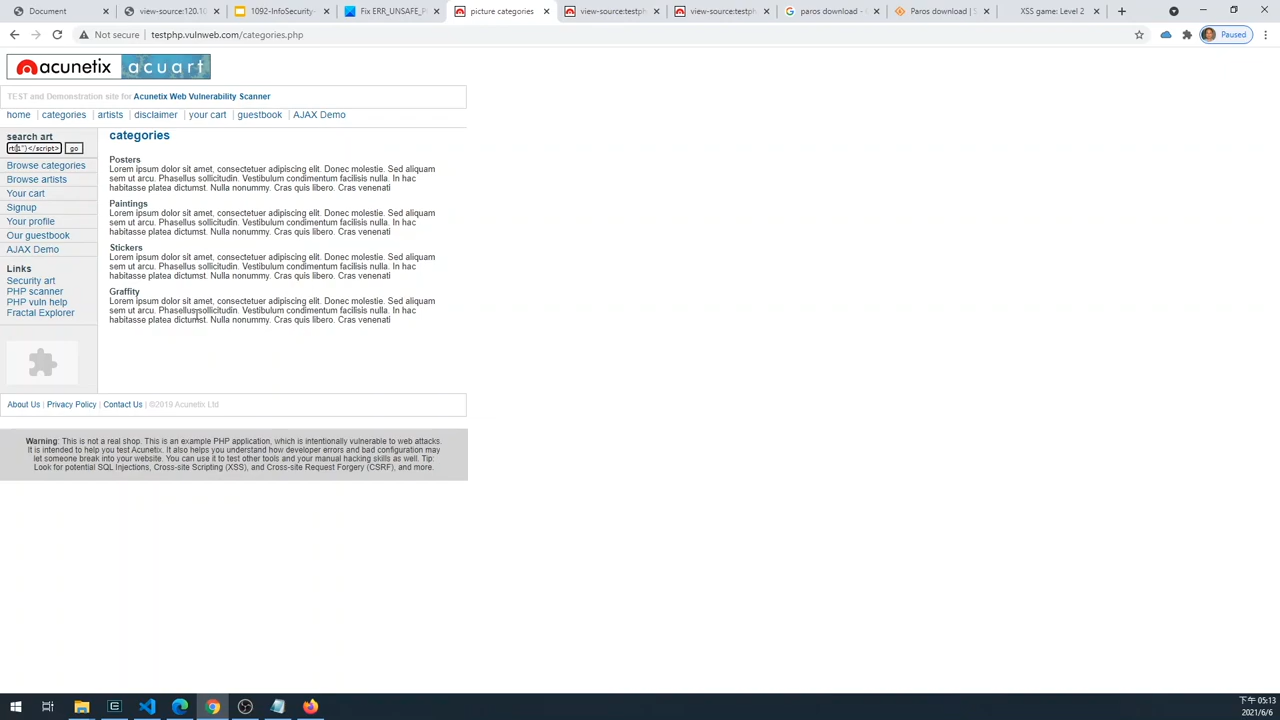 Document
view-source:120.10
1092-InfoSecurity-
Fix ERR_UNSAFE_P
picture categories
view-source:testph
view-source:testph
paros download -
Paros download | S
XSS game: Level 2
Not secure | testphp.vulnweb.com/categories.php
Paused
acunetix acuart
TEST and Demonstration site for Acunetix Web Vulnerability Scanner
home | categories | artists | disclaimer | your cart | guestbook | AJAX Demo
search art
rt("1")</script>
go
Browse categories
Browse artists
Your cart
Signup
Your profile
Our guestbook
AJAX Demo
Links
Security art
PHP scanner
PHP vuln help
Fractal Explorer
categories
Posters
Lorem ipsum dolor sit amet, consectetuer adipiscing elit. Donec molestie. Sed aliquam
sem ut arcu. Phasellus sollicitudin. Vestibulum condimentum facilisis nulla. In hac
habitasse platea dictumst. Nulla nonummy. Cras quis libero. Cras venenati
Paintings
Lorem ipsum dolor sit amet, consectetuer adipiscing elit. Donec molestie. Sed aliquam
sem ut arcu. Phasellus sollicitudin. Vestibulum condimentum facilisis nulla. In hac
habitasse platea dictumst. Nulla nonummy. Cras quis libero. Cras venenati
Stickers
Lorem ipsum dolor sit amet, consectetuer adipiscing elit. Donec molestie. Sed aliquam
sem ut arcu. Phasellus sollicitudin. Vestibulum condimentum facilisis nulla. In hac
habitasse platea dictumst. Nulla nonummy. Cras quis libero. Cras venenati
Graffity
Lorem ipsum dolor sit amet, consectetuer adipiscing elit. Donec molestie. Sed aliquam
sem ut arcu. Phasellus sollicitudin. Vestibulum condimentum facilisis nulla. In hac
habitasse platea dictumst. Nulla nonummy. Cras quis libero. Cras venenati
About Us | Privacy Policy | Contact Us | ©2019 Acunetix Ltd
Warning: This is not a real shop. This is an example PHP application, which is intentionally vulnerable to web attacks.
It is intended to help you test Acunetix. It also helps you understand how developer errors and bad configuration may
let someone break into your website. You can use it to test other tools and your manual hacking skills as well. Tip:
Look for potential SQL Injections, Cross-site Scripting (XSS), and Cross-site Request Forgery (CSRF), and more.
下午 05:13
2021/6/6